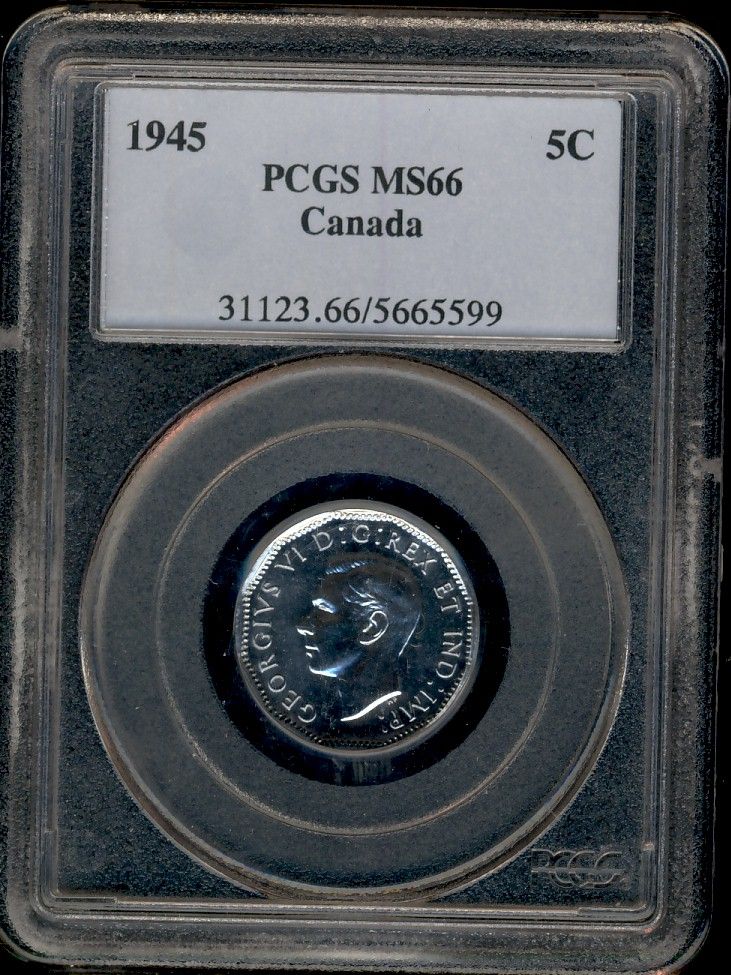 1945 5C
PCGS MS66
Canada
31123.66/5665599
GEORGIVS VI D:G:REX ET IND:IMP:
PCGS